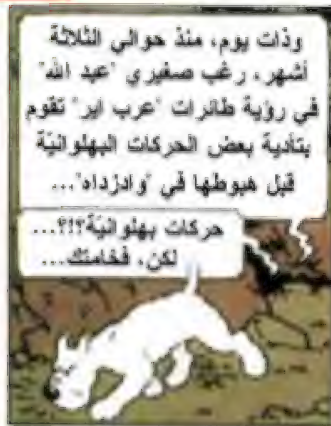 وذات يوم، منذ حوالي الثلاثة
أشهر، رغب صغيري "عبد الله"
في رؤية طائرات "عرب اير" تقوم
بتأدية بعض الحركات البهلوانيّة
قبل هبوطها في "وادزداه"...
حركات بهلوانيّة؟!؟...
لكن، فخامتك...